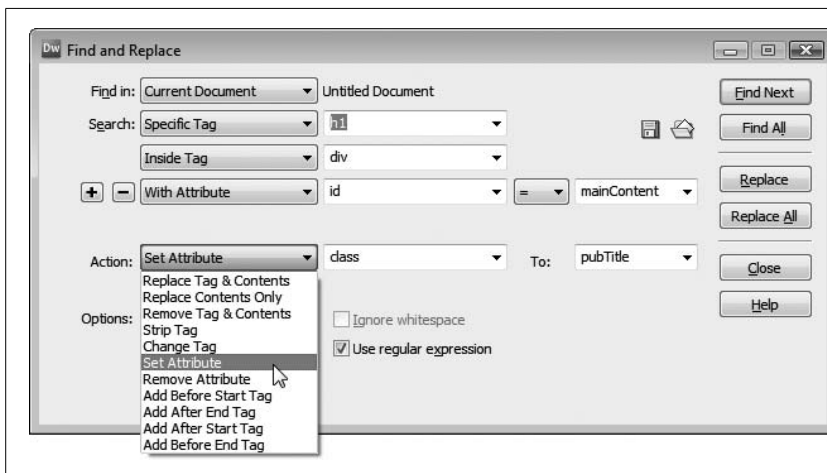 Dw Find and Replace
Find in: Current Document Untitled Document Find Next
Search: Specific Tag h1 Find All
Inside Tag div
+ - With Attribute id = mainContent Replace
Replace All
Action: Set Attribute class To: pubTitle Close
Replace Tag & Contents
Replace Contents Only Help
Options: Remove Tag & Contents Ignore whitespace
Strip Tag
Change Tag Use regular expression
Set Attribute
Remove Attribute
Add Before Start Tag
Add After End Tag
Add After Start Tag
Add Before End Tag